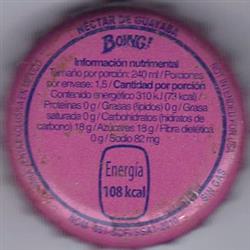 NÉCTAR DE GUAYABA
BOING!
Información nutrimental
Tamaño por porción: 240 ml / Porciones
por envase: 1,5 / Cantidad por porción
Contenido energético 310 kJ (73 kcal)
Proteínas 0 g / Grasas (lípidos) 0 g / Grasa
saturada 0 g / Carbohidratos (hidratos de
carbono) 18 g / Azúcares 18 g / Fibra dietética
0 g / Sodio 82 mg
Energía
108 kcal
SIN GAS